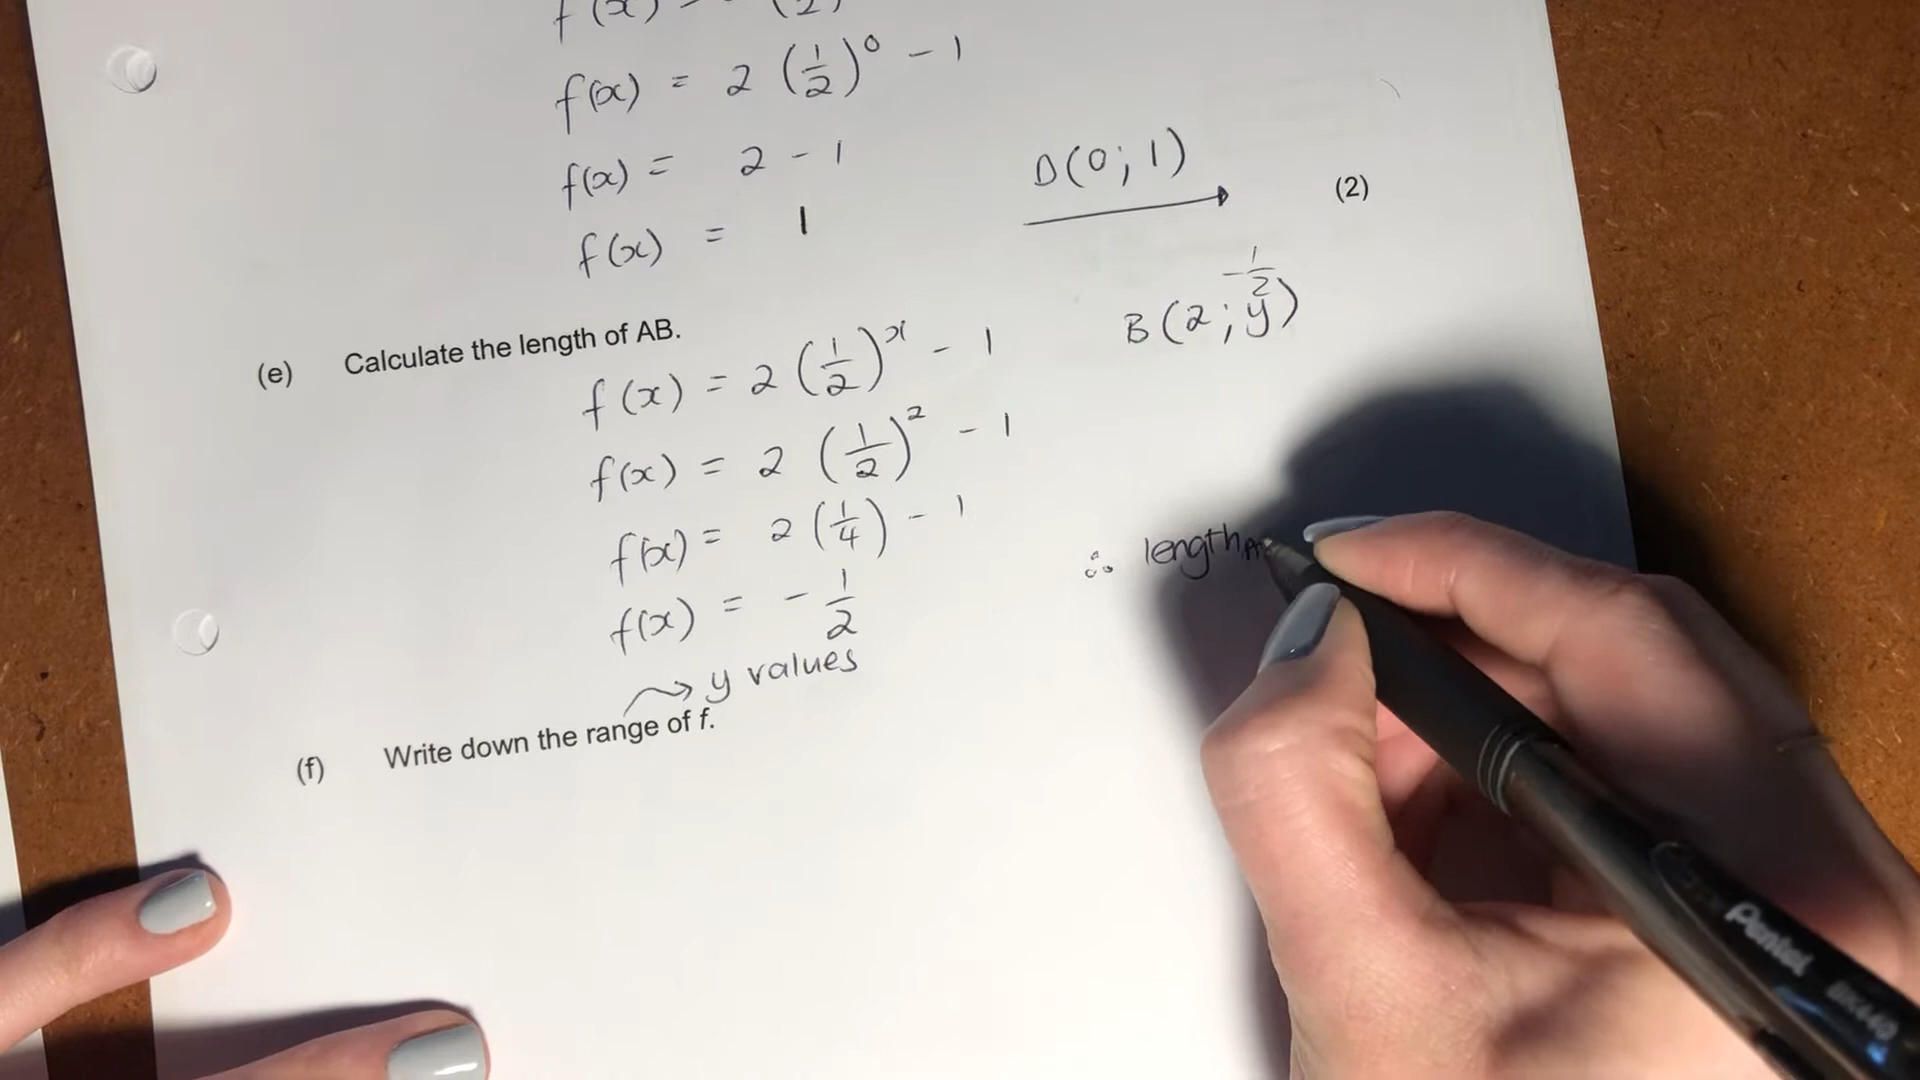 f(x) = 2(1/2)^0 - 1
f(x) = 2 - 1
D(0; 1)
(2)
f(x) = 1
B(2; y) -1/2
(e) Calculate the length of AB.
f(x) = 2(1/2)^x - 1
f(x) = 2(1/2)^2 - 1
f(x) = 2(1/4) - 1
∴ length
f(x) = -1/2
→ y values
(f) Write down the range of f.
Pentel